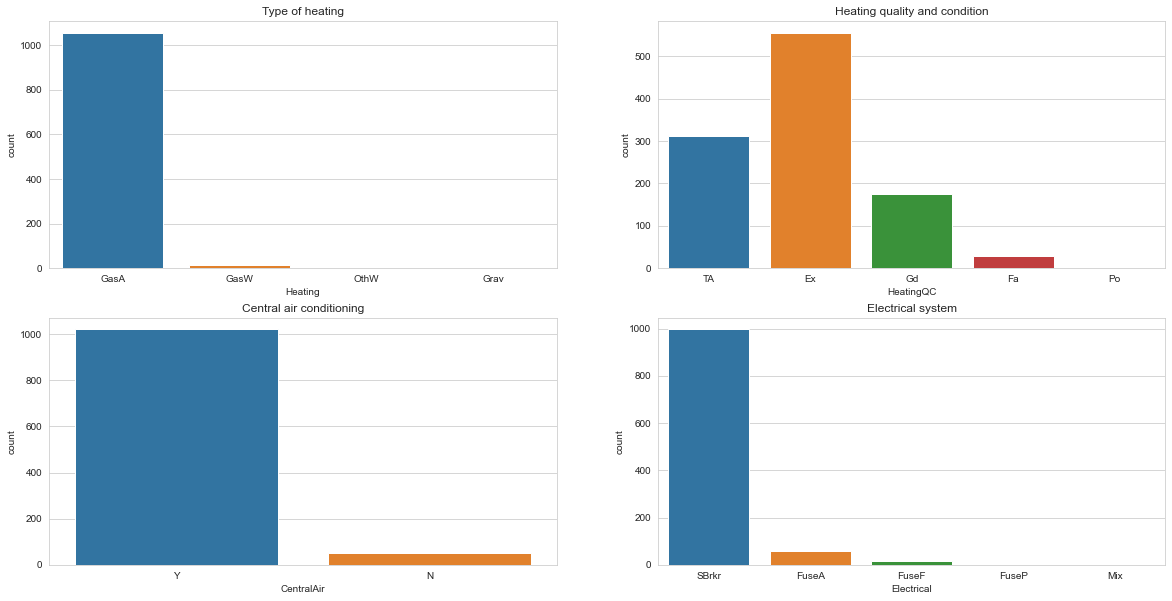 Type of heating
1000
800
600
400
200
0
count
GasA GasW OthW Grav
Heating
Heating quality and condition
500
400
300
200
100
0
count
TA Ex Gd Fa Po
HeatingQC
Central air conditioning
1000
800
600
400
200
0
count
Y N
CentralAir
Electrical system
1000
800
600
400
200
0
count
SBrkr FuseA FuseF FuseP Mix
Electrical